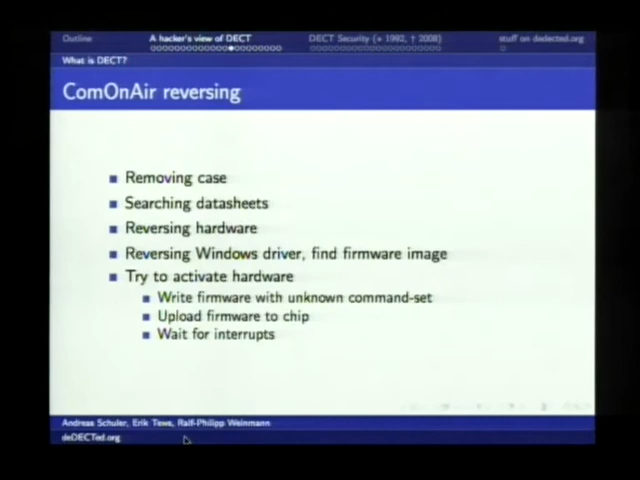 Outline
A hacker's view of DECT
DECT Security (* 1992, † 2008)
stuff on dedected.org
What is DECT?
ComOnAir reversing
Removing case
Searching datasheets
Reversing hardware
Reversing Windows driver, find firmware image
Try to activate hardware
Write firmware with unknown command-set
Upload firmware to chip
Wait for interrupts
Andreas Schuler, Erik Tews, Ralf-Philipp Weinmann
deDECTed.org